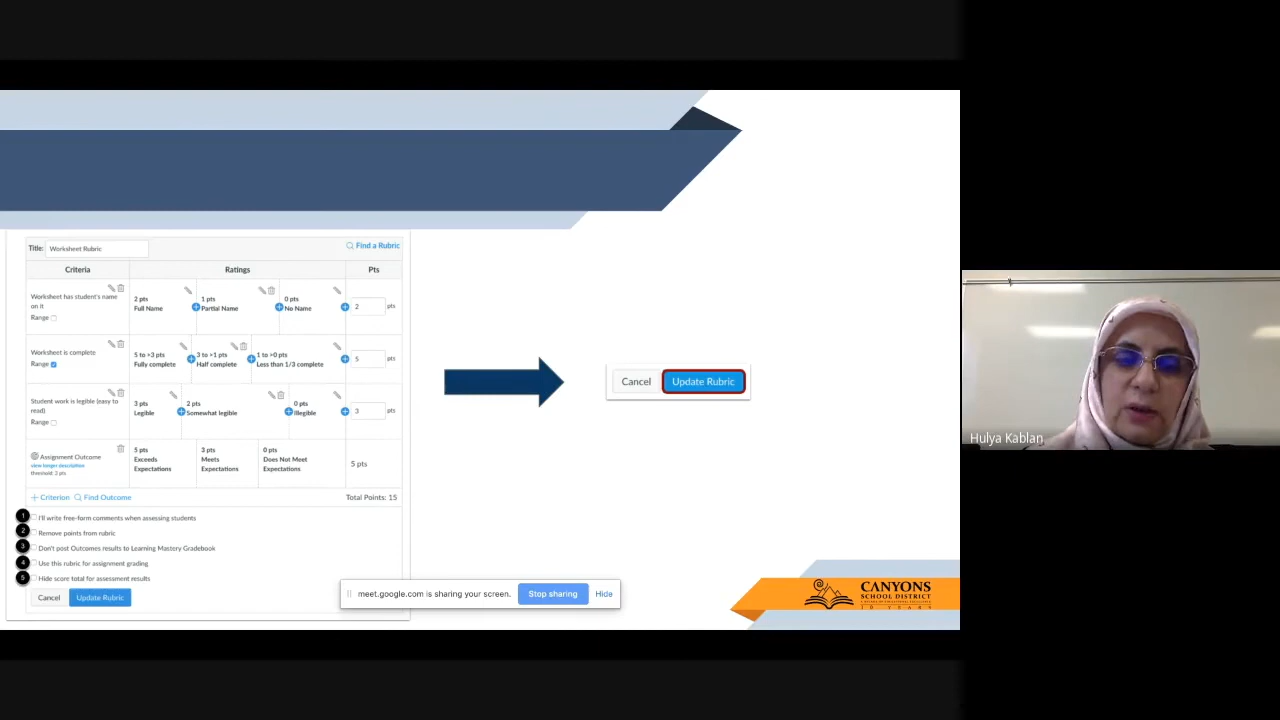 Title: Worksheet Rubric
Find a Rubric
Criteria Ratings Pts
Worksheet has student's name
on it
Range
2 pts
Full Name
1 pts
Partial Name
0 pts
No Name
2 pts
Worksheet is complete
Range
5 to >3 pts
Fully complete
3 to >1 pts
Half complete
1 to >0 pts
Less than 1/3 complete
5 pts
Student work is legible (easy to
read)
Range
3 pts
Legible
2 pts
Somewhat legible
0 pts
Illegible
3 pts
Assignment Outcome
view longer description
threshold: 3 pts
5 pts
Exceeds
Expectations
3 pts
Meets
Expectations
0 pts
Does Not Meet
Expectations
5 pts
Criterion Find Outcome
Total Points: 15
1 I'll write free-form comments when assessing students
2 Remove points from rubric
3 Don't post Outcomes results to Learning Mastery Gradebook
4 Use this rubric for assignment grading
5 Hide score total for assessment results
Cancel Update Rubric
Cancel Update Rubric
meet.google.com is sharing your screen. Stop sharing Hide
CANYONS
SCHOOL DISTRICT
Hulya Kablan